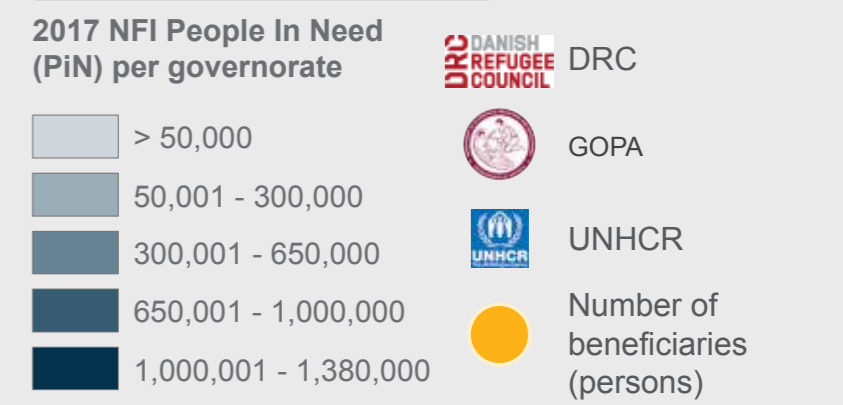 2017 NFI People In Need
(PiN) per governorate
> 50,000
50,001 - 300,000
300,001 - 650,000
650,001 - 1,000,000
1,000,001 - 1,380,000
DRC DANISH
REFUGEE
COUNCIL
DRC
GOPA
UNHCR
UNHCR
Number of
beneficiaries
(persons)